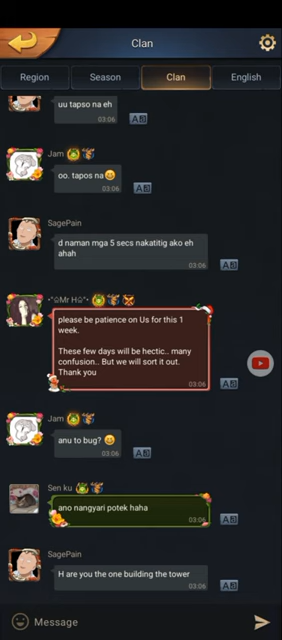 Clan
Region
Season
Clan
English
uu tapso na eh
03:06
Jam
oo. tapos na😄
03:06
SagePain
d naman mga 5 secs nakatitig ako eh
ahah
03:06
Mr H
please be patience on Us for this 1
week.
These few days will be hectic.. many
confusion.. But we will sort it out.
Thank you
03:06
Jam
anu to bug? 😄
03:06
Sen ku
ano nangyari potek haha
03:06
SagePain
H are you the one building the tower
03:06
Message